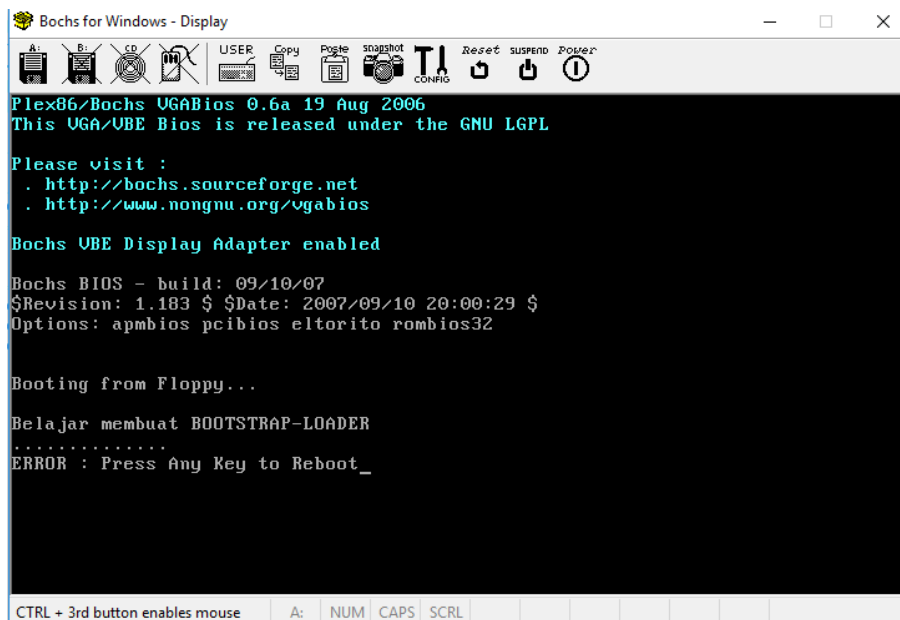 Bochs for Windows - Display
A: B: CD USER Copy Paste snapshot CONFIG Reset SUSPEND Power
Plex86/Bochs VGABios 0.6a 19 Aug 2006
This VGA/VBE Bios is released under the GNU LGPL
Please visit :
. http://bochs.sourceforge.net
. http://www.nongnu.org/vgabios
Bochs VBE Display Adapter enabled
Bochs BIOS - build: 09/10/07
$Revision: 1.183 $ $Date: 2007/09/10 20:00:29 $
Options: apmbios pcibios eltorito rombios32
Booting from Floppy...
Belajar membuat BOOTSTRAP-LOADER
..............
ERROR : Press Any Key to Reboot_
CTRL + 3rd button enables mouse A: NUM CAPS SCRL